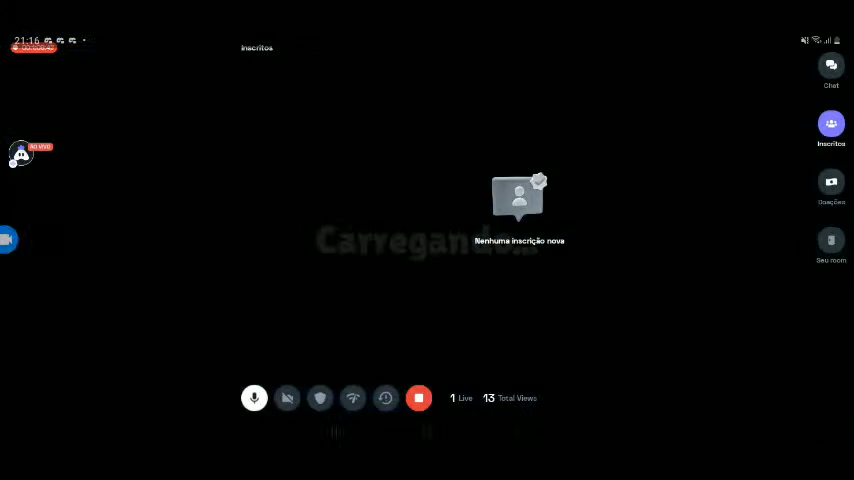 21:16
inscritos
Chat
AO VIVO
Inscritos
Doações
Nenhuma inscrição nova
Carregando...
Seu room
1 Live 13 Total Views